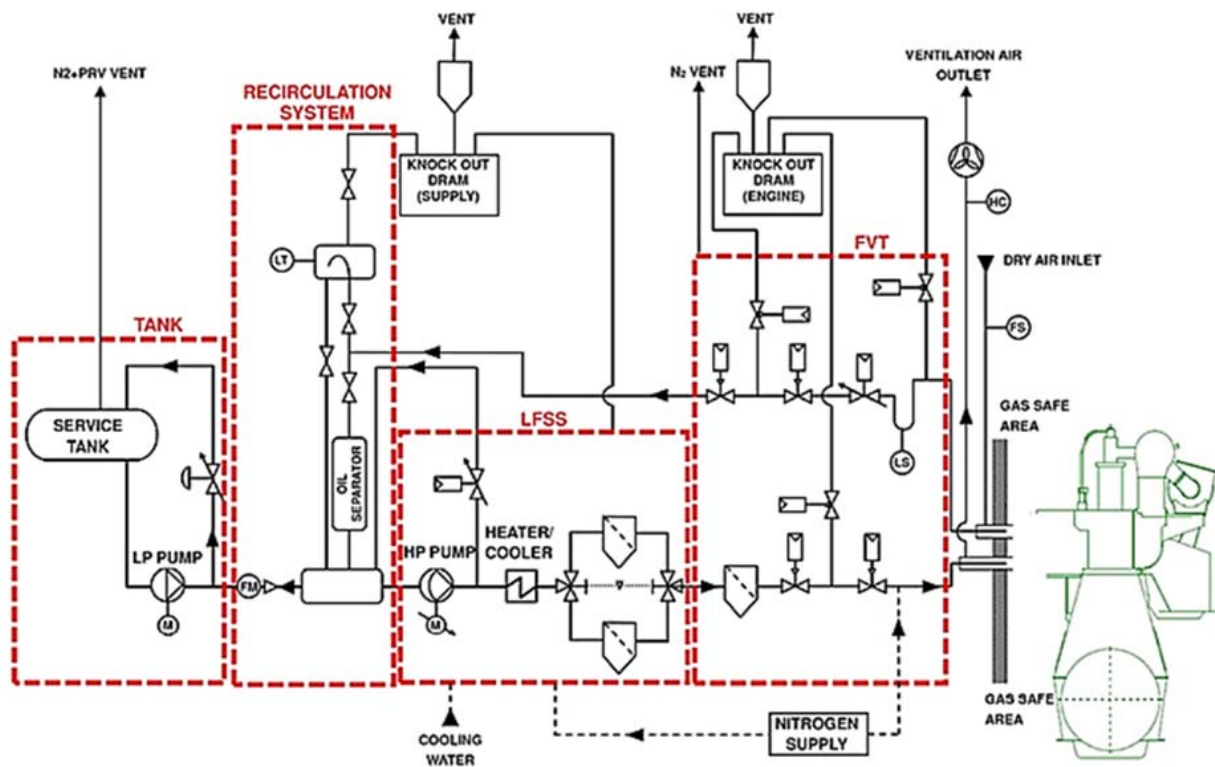 VENT
VENT
N2+PRV VENT
N₂ VENT
VENTILATION AIR
OUTLET
RECIRCULATION
SYSTEM
KNOCK OUT
DRAM
(SUPPLY)
KNOCK OUT
DRAM
(ENGINE)
HC
FVT
LT
DRY AIR INLET
TANK
FS
SERVICE
TANK
LFSS
GAS SAFE
AREA
OIL
SEPARATOR
LS
LP PUMP
HP PUMP
HEATER/
COOLER
FM
M
M
GAS SAFE
AREA
COOLING
WATER
NITROGEN
SUPPLY